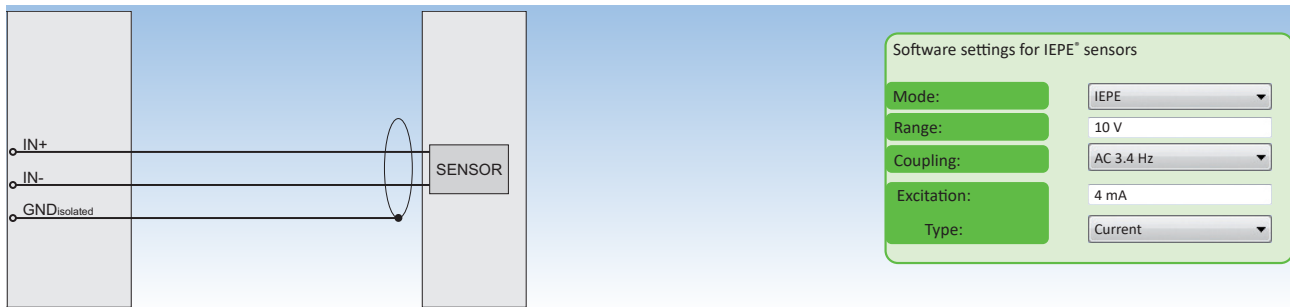 IN+
IN-
GNDisolated
SENSOR
Software settings for IEPE® sensors
Mode: IEPE
Range: 10 V
Coupling: AC 3.4 Hz
Excitation: 4 mA
Type: Current